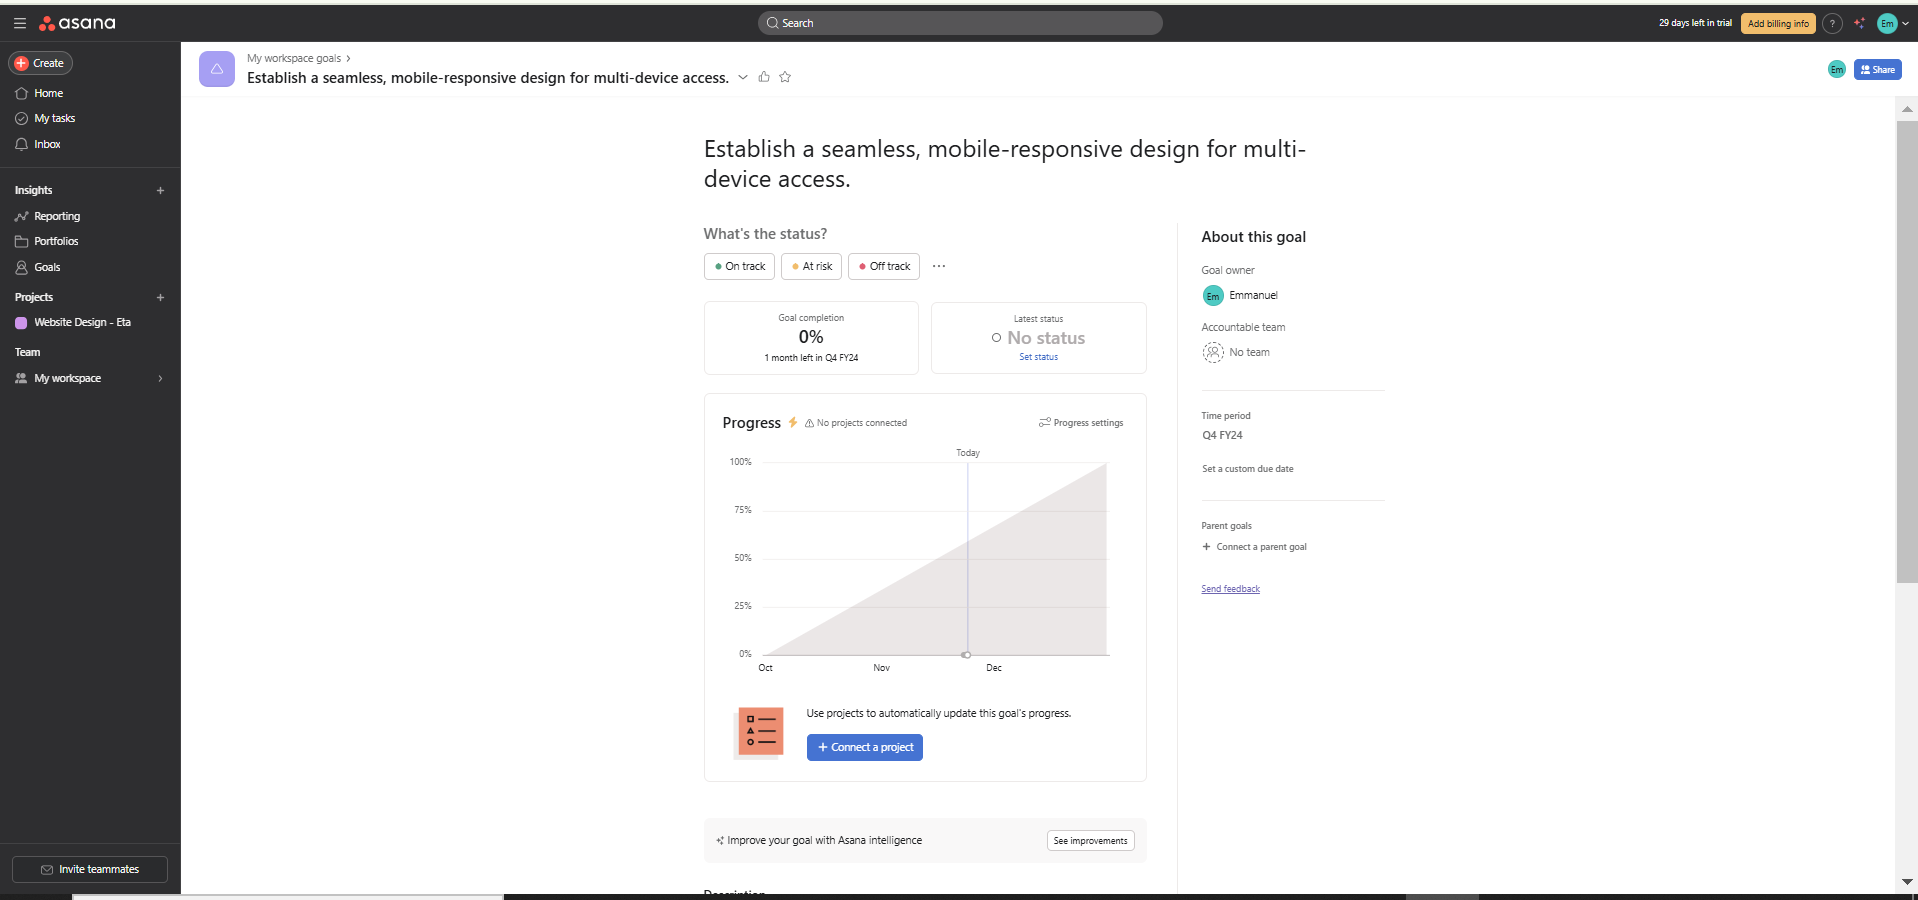 asana
Search
29 days left in trial
Add billing info
?
Em
Create
Home
My tasks
Inbox
Insights
Reporting
Portfolios
Goals
Projects
Website Design - Eta
Team
My workspace
Invite teammates
My workspace goals
Establish a seamless, mobile-responsive design for multi-device access.
Em
Share
Establish a seamless, mobile-responsive design for multi-
device access.
What's the status?
On track
At risk
Off track
Goal completion
0%
1 month left in Q4 FY24
Latest status
No status
Set status
Progress
No projects connected
Progress settings
Today
100%
75%
50%
25%
0%
Oct
Nov
Dec
Use projects to automatically update this goal's progress.
+ Connect a project
Improve your goal with Asana intelligence
See improvements
Description
About this goal
Goal owner
Em
Emmanuel
Accountable team
No team
Time period
Q4 FY24
Set a custom due date
Parent goals
+ Connect a parent goal
Send feedback